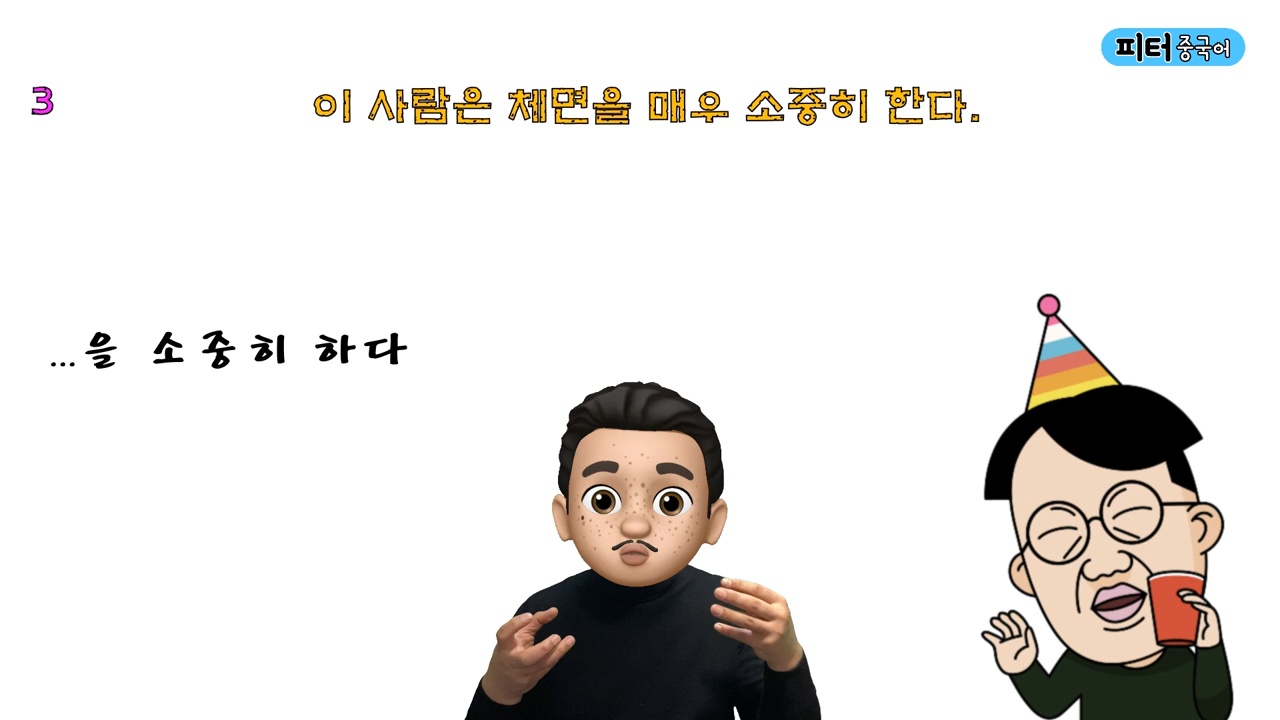 피터 중국어
3
이 사람은 체면을 매우 소중히 한다.
...을 소중히 하다